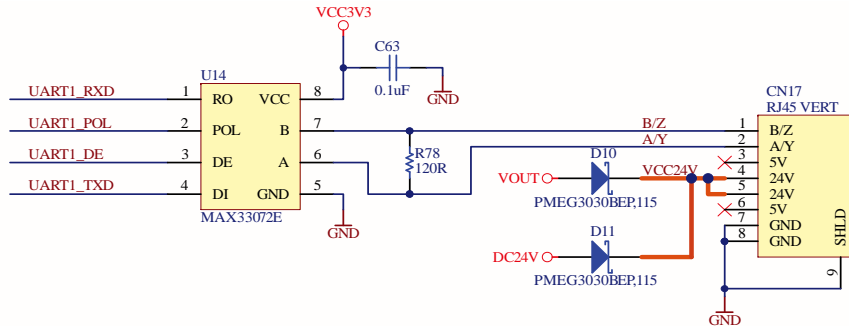 VCC3V3
C63
0.1uF
GND
U14
UART1_RXD 1 RO VCC 8
UART1_POL 2 POL B 7
UART1_DE 3 DE A 6
UART1_TXD 4 DI GND 5
MAX33072E
GND
R78
120R
B/Z
A/Y
D10
VOUT
VCC24V
PMEG3030BEP,115
D11
DC24V
PMEG3030BEP,115
CN17
RJ45 VERT
1 B/Z
2 A/Y
3 5V
4 24V
5 24V
6 5V
7 GND
8 GND
SHLD
9
GND